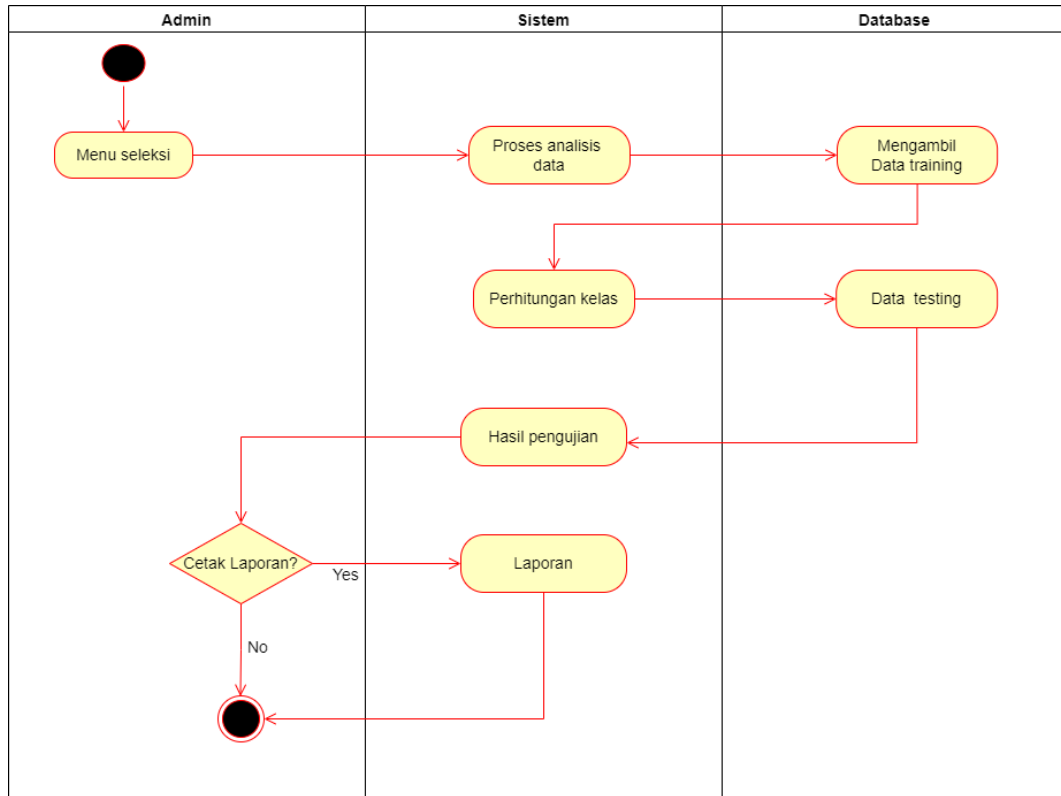 Admin
Sistem
Database
Menu seleksi
Proses analisis
data
Mengambil
Data training
Perhitungan kelas
Data testing
Hasil pengujian
Cetak Laporan?
Yes
Laporan
No